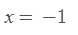 x = −1